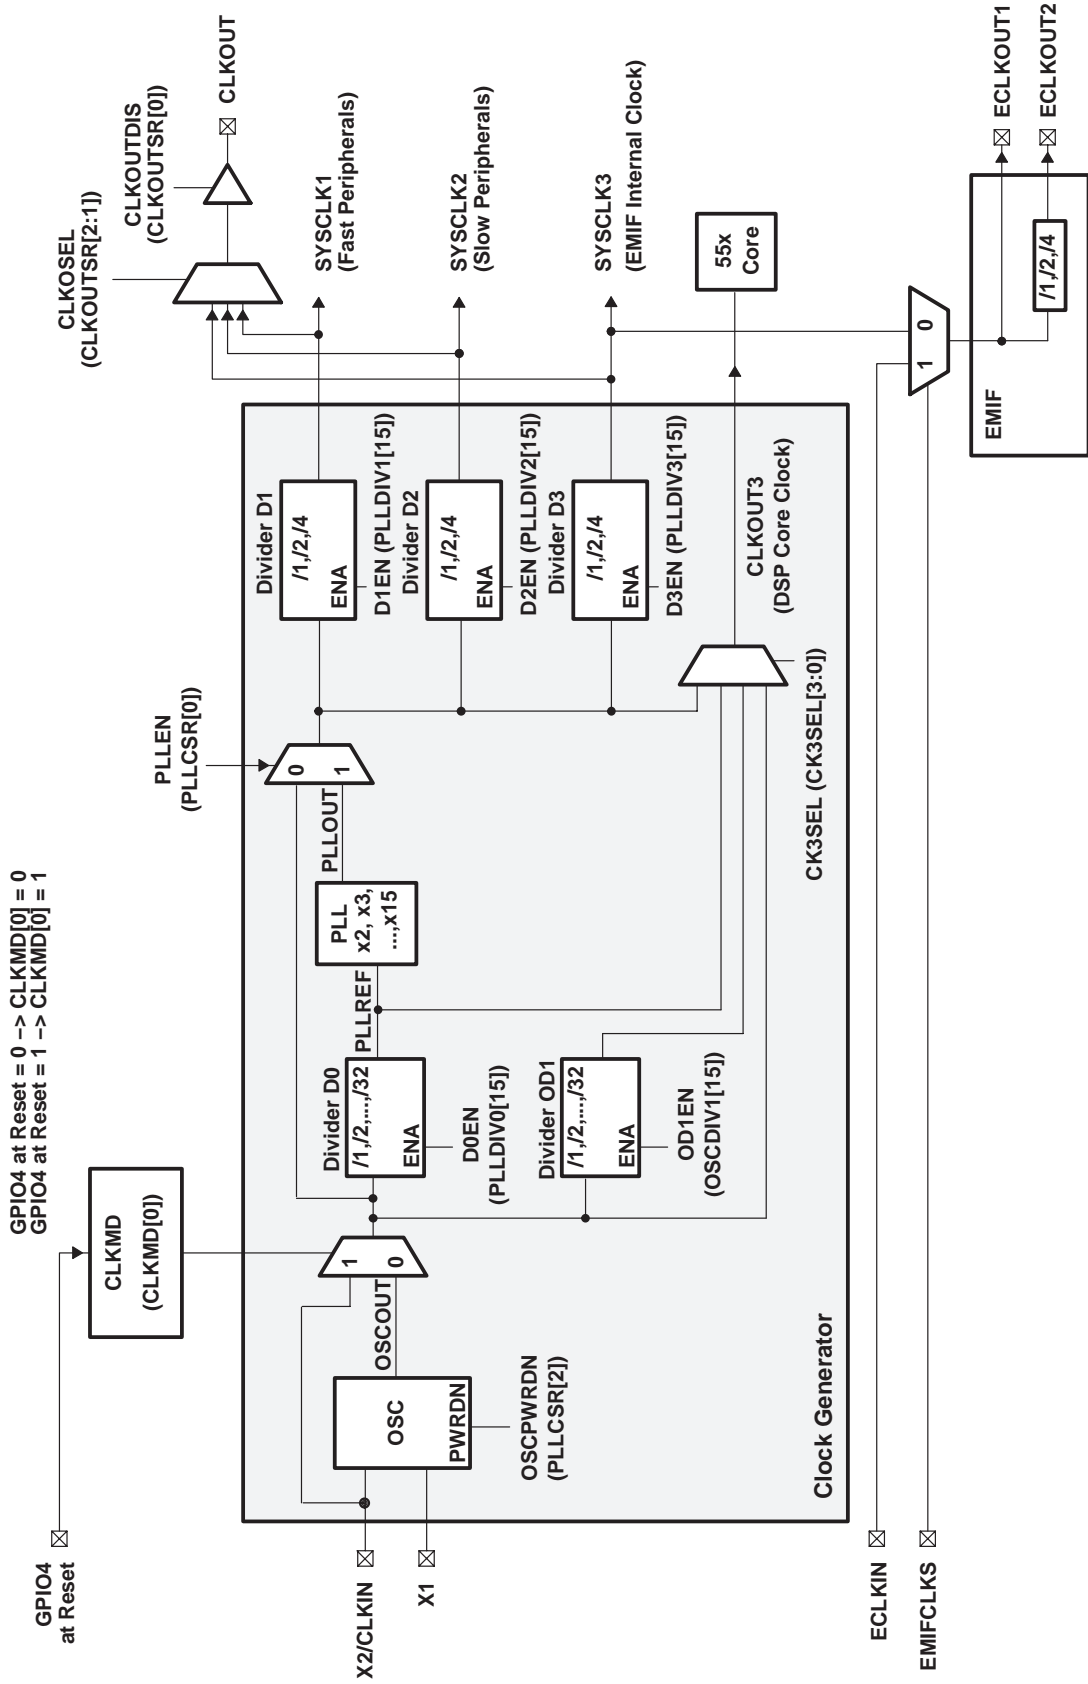 GPIO4 at Reset = 0 −> CLKMD[0] = 0
GPIO4 at Reset = 1 −> CLKMD[0] = 1
GPIO4
at Reset
CLKMD
(CLKMD[0])
PLLEN
(PLLCSR[0])
CLKOSEL
(CLKOUTSR[2:1])
CLKOUTDIS
(CLKOUTSR[0])
CLKOUT
X2/CLKIN
X1
OSC
PWRDN
OSCPWRDN
(PLLCSR[2])
OSCOUT
1
0
Divider D0
/1,/2,...,/32
ENA
D0EN
(PLLDIV0[15])
PLLREF
PLL
x2, x3,
...,x15
PLLOUT
0
1
Divider OD1
/1,/2,...,/32
ENA
OD1EN
(OSCDIV1[15])
Divider D1
/1,/2,/4
ENA
D1EN (PLLDIV1[15])
Divider D2
/1,/2,/4
ENA
D2EN (PLLDIV2[15])
Divider D3
/1,/2,/4
ENA
D3EN (PLLDIV3[15])
SYSCLK1
(Fast Peripherals)
SYSCLK2
(Slow Peripherals)
SYSCLK3
(EMIF Internal Clock)
CLKOUT3
(DSP Core Clock)
55x
Core
CK3SEL (CK3SEL[3:0])
Clock Generator
ECLKIN
EMIFCLKS
1
0
EMIF
/1,/2,/4
ECLKOUT1
ECLKOUT2